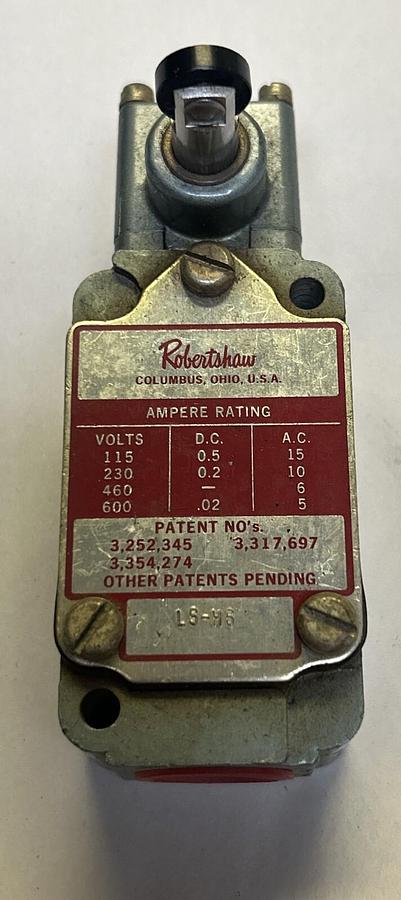 Robertshaw
COLUMBUS, OHIO, U.S.A.
AMPERE RATING
VOLTS D.C. A.C.
115 0.5 15
230 0.2 10
460 — 6
600 .02 5
PATENT NO's.
3,252,345 3,317,697
3,354,274
OTHER PATENTS PENDING
LS-HS